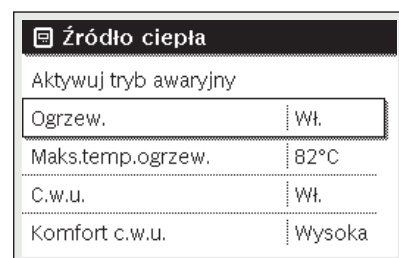 Źródło ciepła
Aktywuj tryb awaryjny
Ogrzew. Wł.
Maks.temp.ogrzew. 82°C
C.w.u. Wł.
Komfort c.w.u. Wysoka